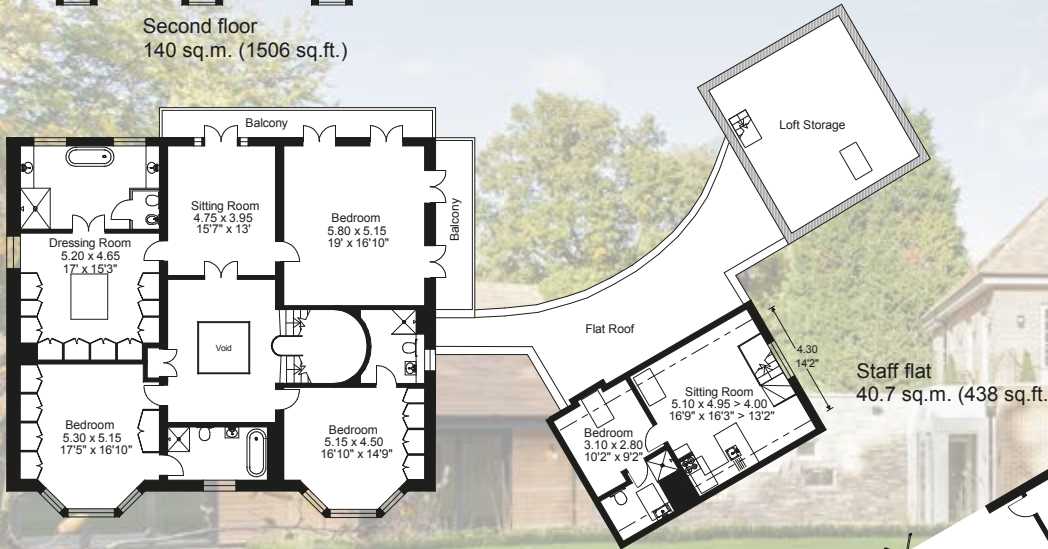 Second floor
140 sq.m. (1506 sq.ft.)
Balcony
Loft Storage
Sitting Room
4.75 x 3.95
15'7" x 13'
Bedroom
5.80 x 5.15
19' x 16'10"
Balcony
Dressing Room
5.20 x 4.65
17' x 15'3"
Void
Flat Roof
4.30
14'2"
Staff flat
40.7 sq.m. (438 sq.ft.
Sitting Room
5.10 x 4.95 > 4.00
16'9" x 16'3" > 13'2"
Bedroom
3.10 x 2.80
10'2" x 9'2"
Bedroom
5.30 x 5.15
17'5" x 16'10"
Bedroom
5.15 x 4.50
16'10" x 14'9"